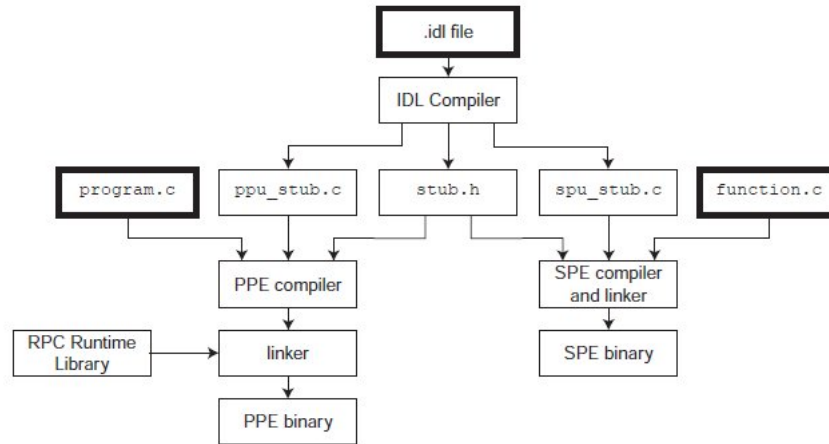 .idl file
IDL Compiler
program.c
ppu_stub.c
stub.h
spu_stub.c
function.c
PPE compiler
SPE compiler
and linker
RPC Runtime
Library
linker
SPE binary
PPE binary